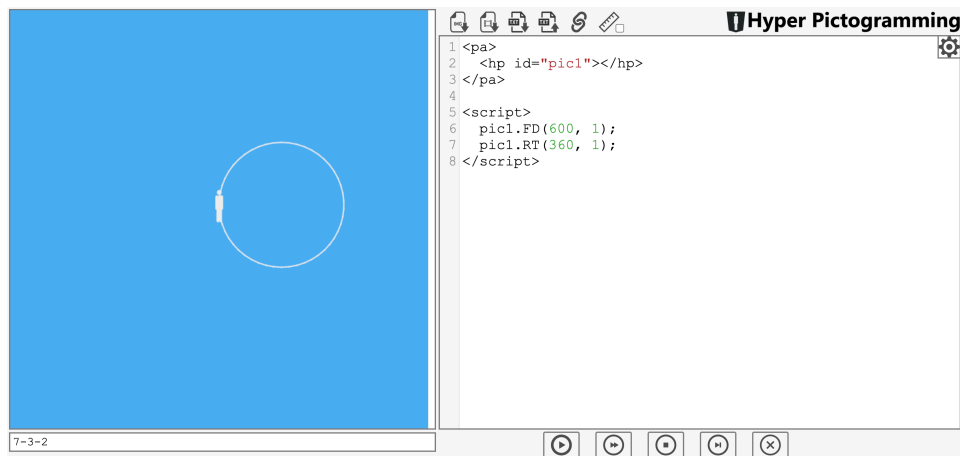 Hyper Pictogramming
1 <pa>
2   <hp id="pic1"></hp>
3 </pa>
4
5 <script>
6   pic1.FD(600, 1);
7   pic1.RT(360, 1);
8 </script>
7-3-2